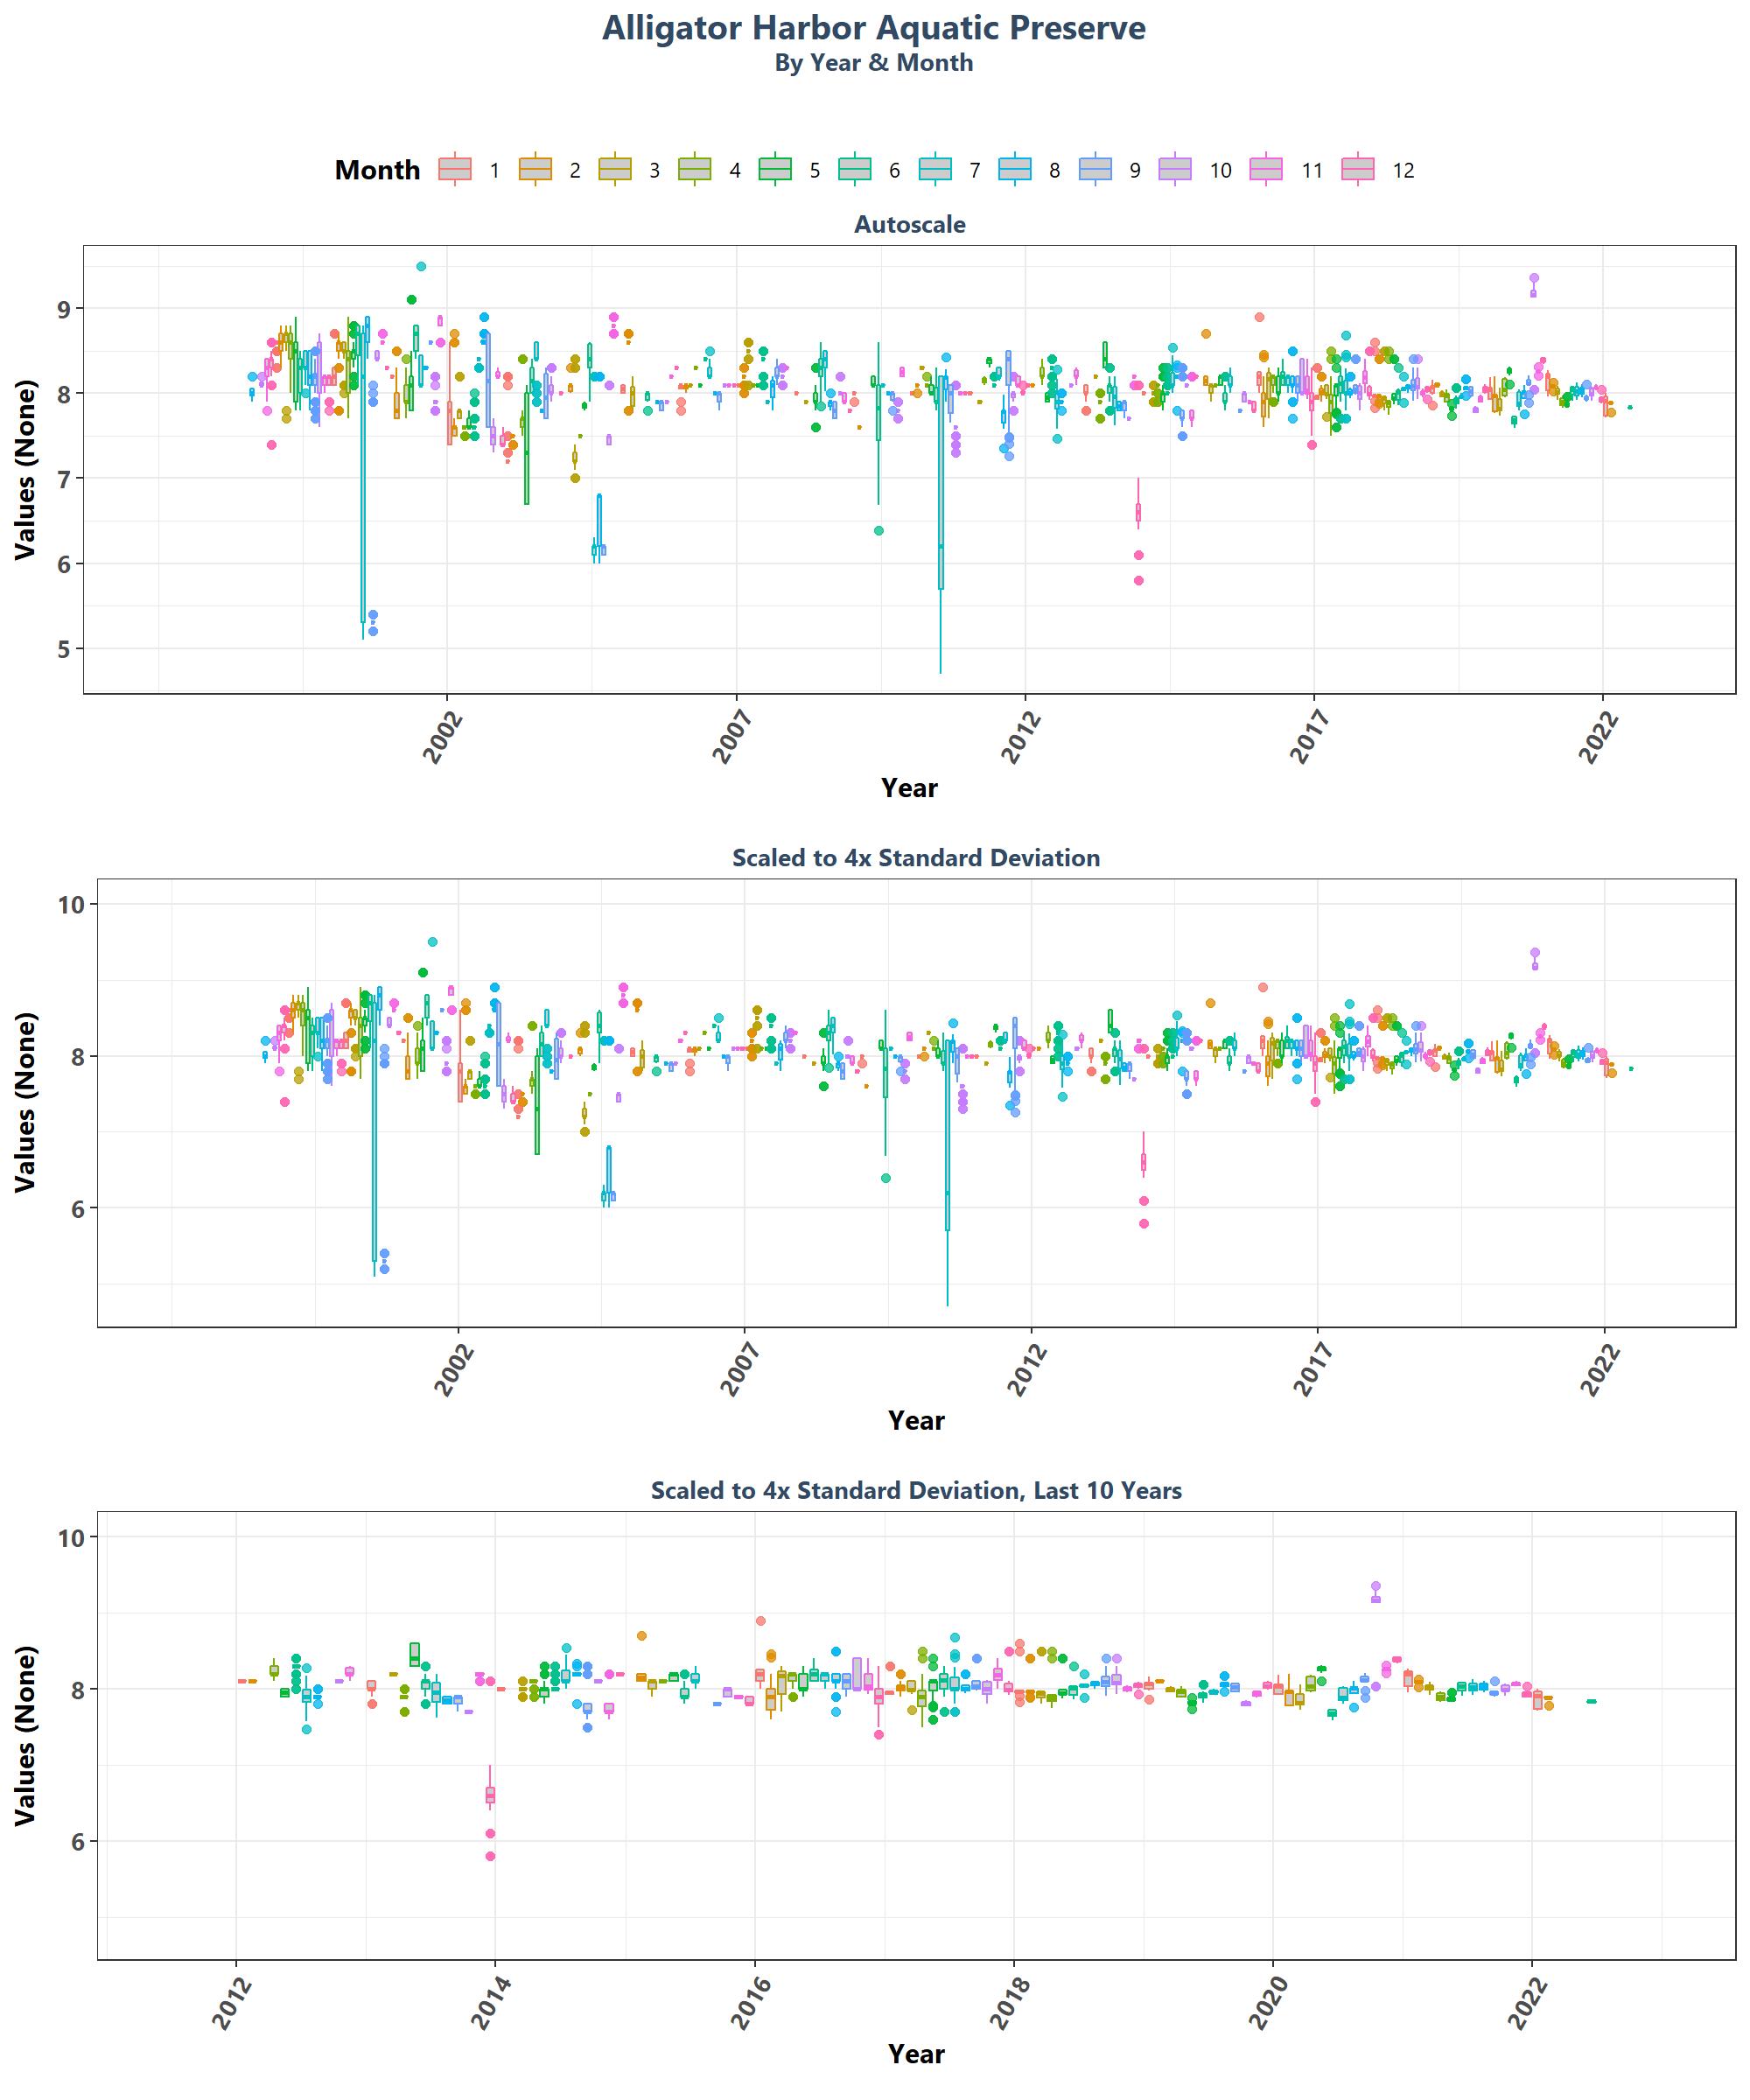 Alligator Harbor Aquatic Preserve
By Year & Month
Month 1 2 3 4 5 6 7 8 9 10 11 12
Autoscale
Values (None)
9
8
7
6
5
2002 2007 2012 2017 2022
Year
Scaled to 4x Standard Deviation
Values (None)
10
8
6
2002 2007 2012 2017 2022
Year
Scaled to 4x Standard Deviation, Last 10 Years
Values (None)
10
8
6
2012 2014 2016 2018 2020 2022
Year